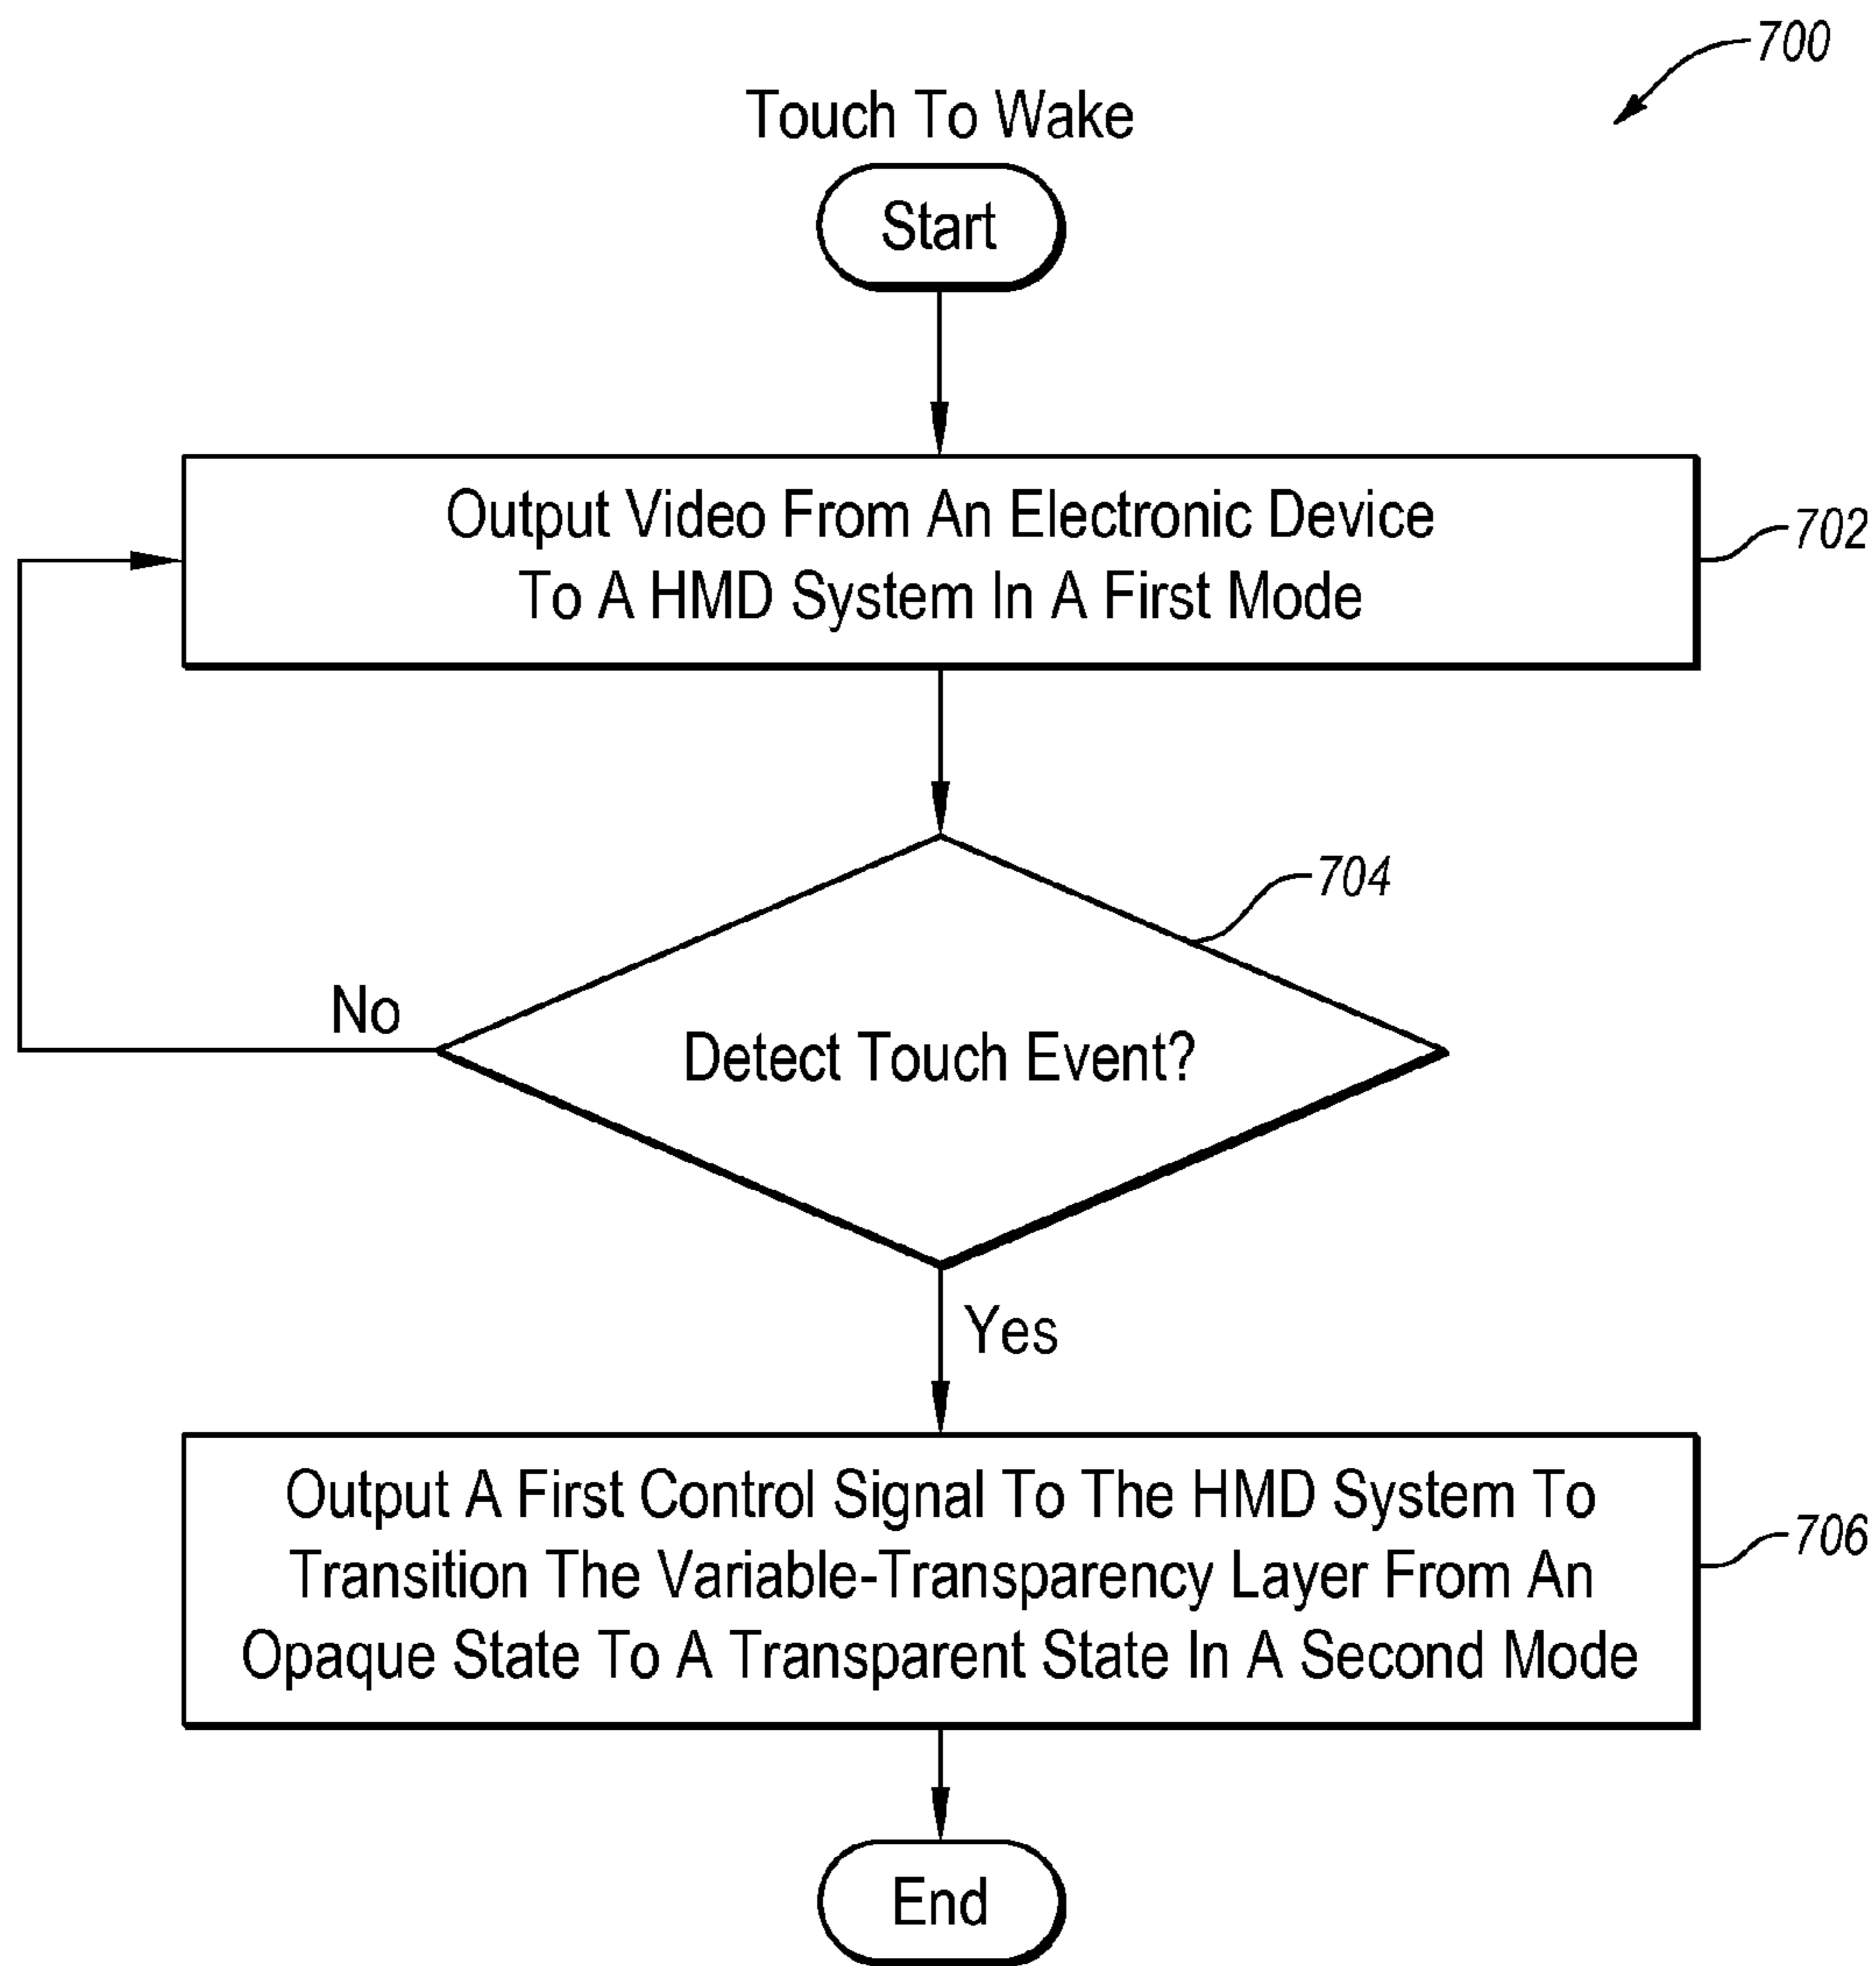 700
Touch To Wake
Start
Output Video From An Electronic Device
To A HMD System In A First Mode
702
704
No
Detect Touch Event?
Yes
Output A First Control Signal To The HMD System To
Transition The Variable-Transparency Layer From An
Opaque State To A Transparent State In A Second Mode
706
End